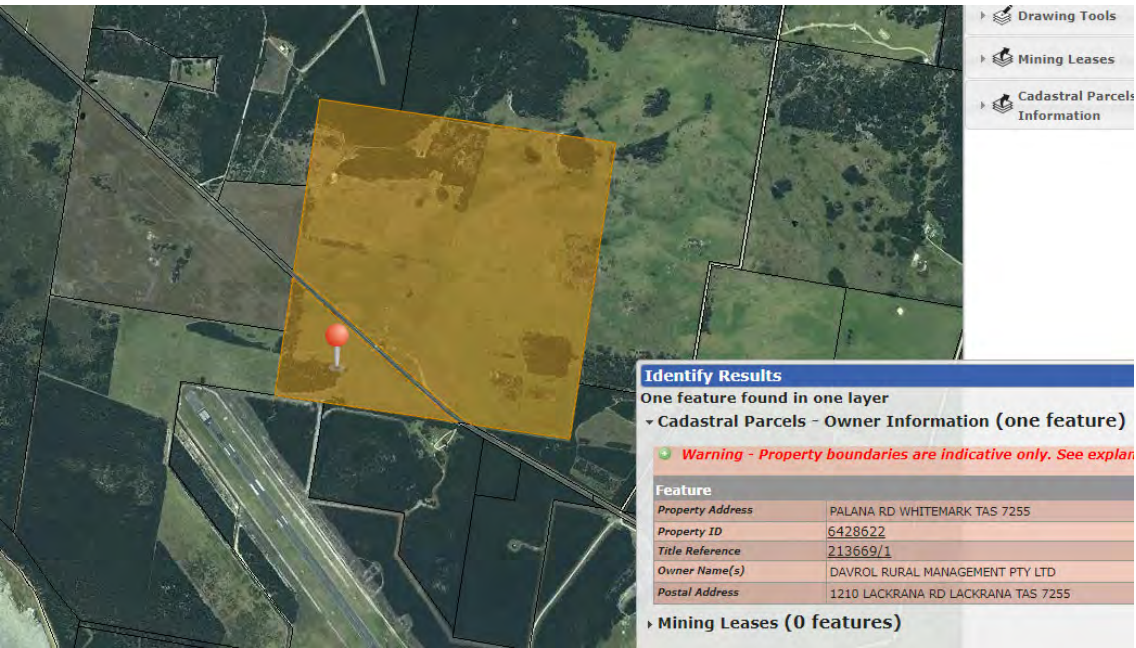 Drawing Tools
Mining Leases
Cadastral Parcels
Information
Identify Results
One feature found in one layer
Cadastral Parcels - Owner Information (one feature)
Warning - Property boundaries are indicative only. See explan
Feature
Property Address PALANA RD WHITEMARK TAS 7255
Property ID 6428622
Title Reference 213669/1
Owner Name(s) DAVROL RURAL MANAGEMENT PTY LTD
Postal Address 1210 LACKRANA RD LACKRANA TAS 7255
Mining Leases (0 features)